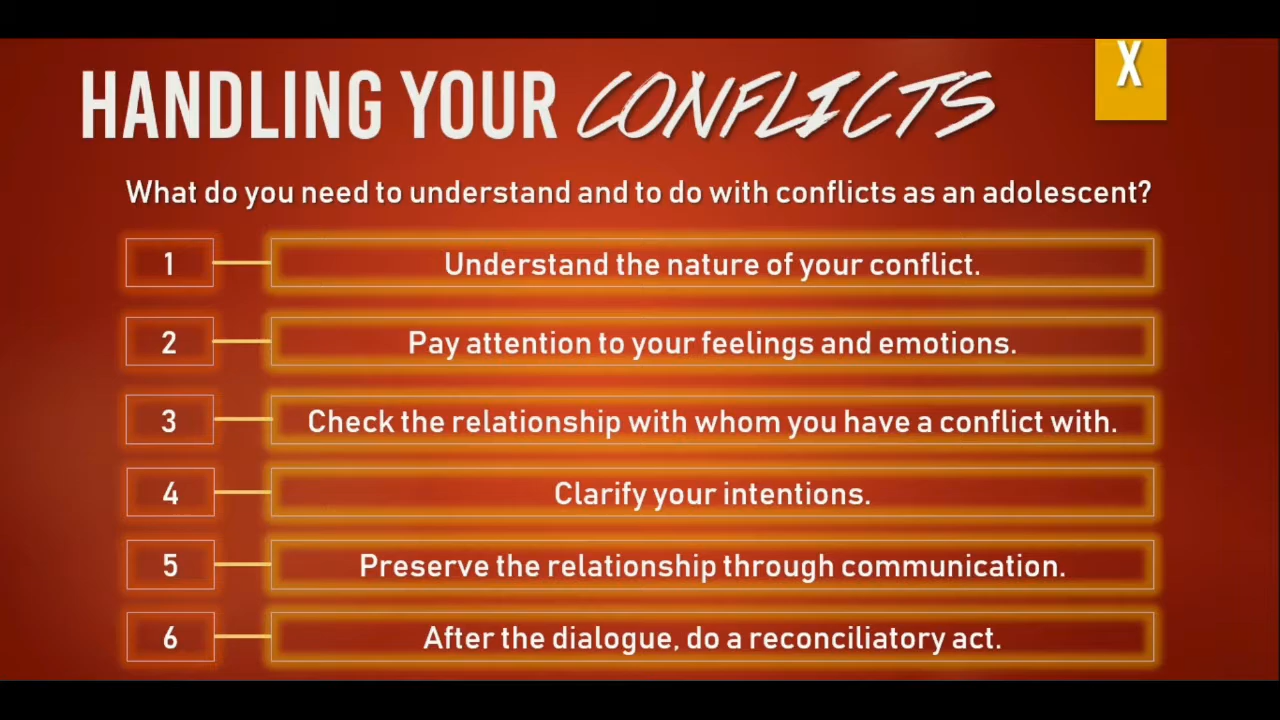 HANDLING YOUR CONFLICTS
X
What do you need to understand and to do with conflicts as an adolescent?
1 Understand the nature of your conflict.
2 Pay attention to your feelings and emotions.
3 Check the relationship with whom you have a conflict with.
4 Clarify your intentions.
5 Preserve the relationship through communication.
6 After the dialogue, do a reconciliatory act.